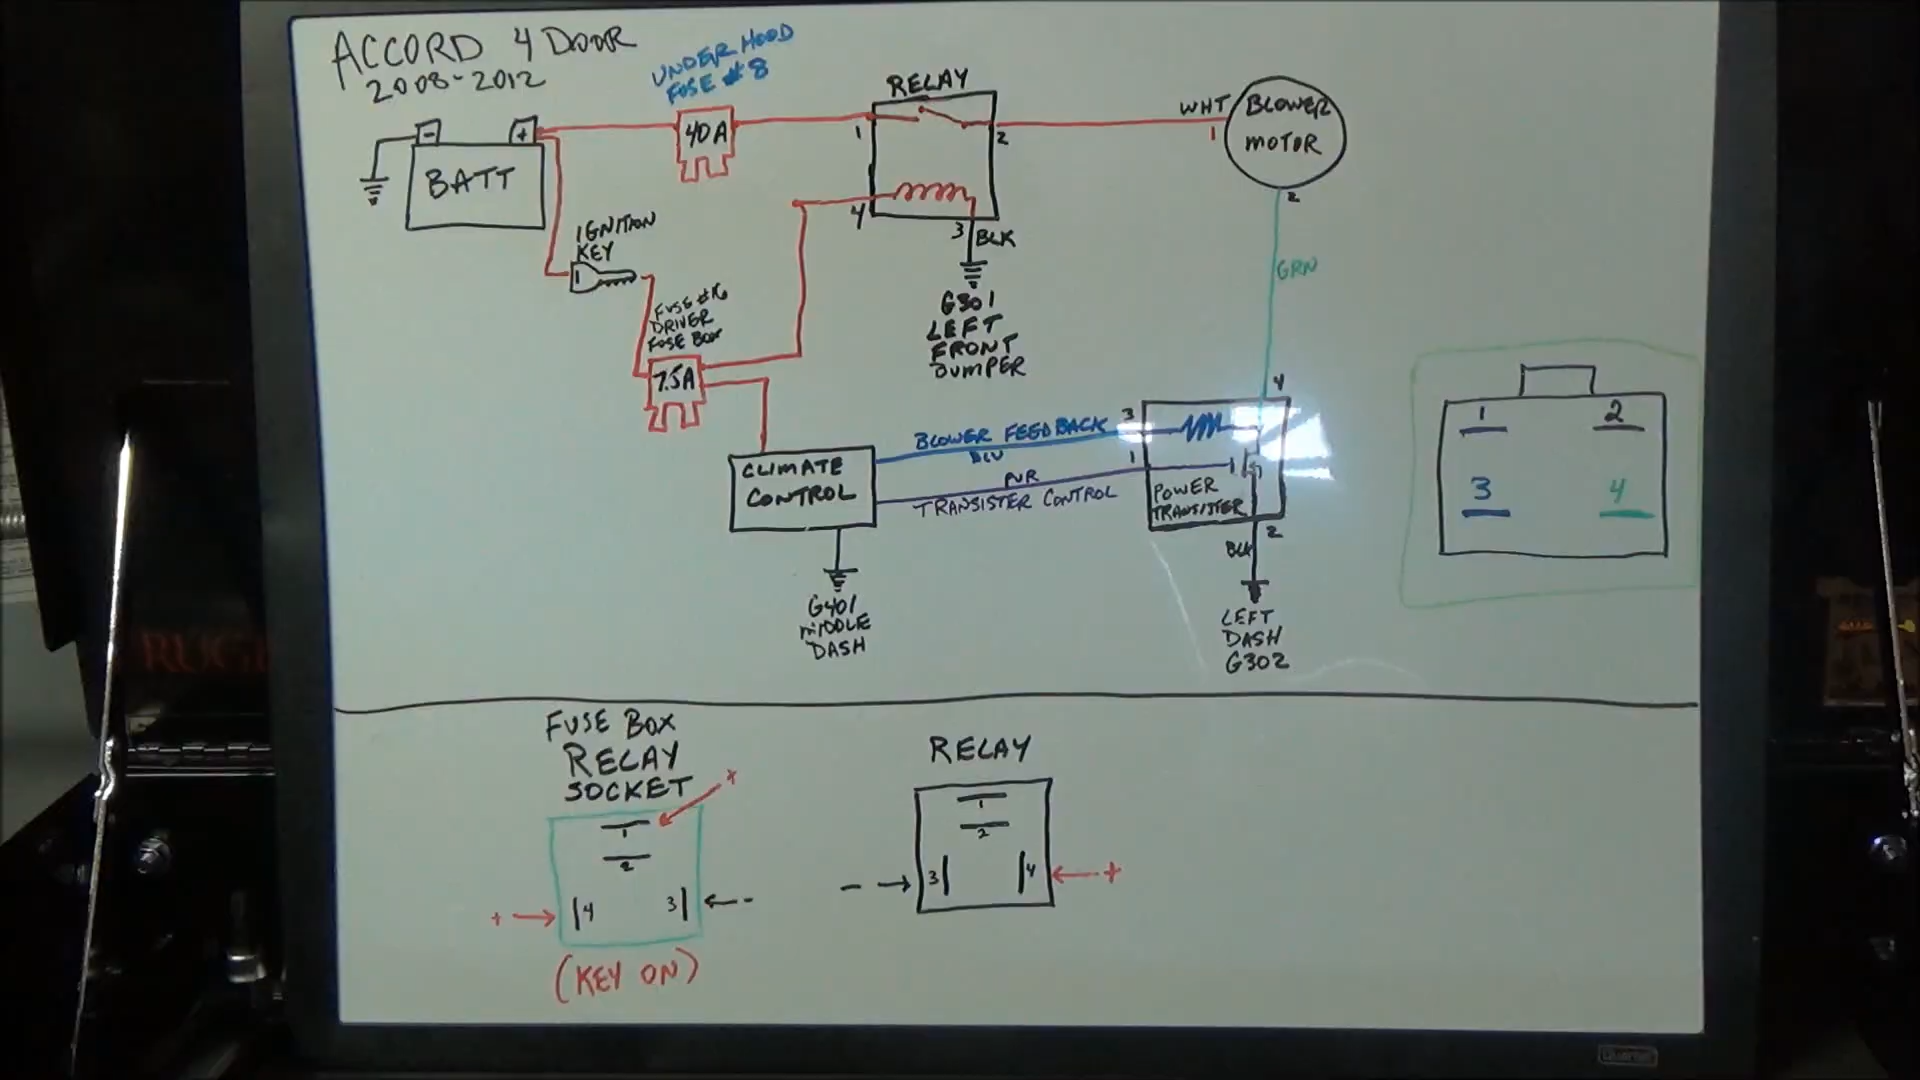 ACCORD 4 DOOR
2008-2012
UNDER HOOD
FUSE #8
RELAY
WHT
1
BLOWER
MOTOR
2
- +
BATT
40A
1
2
4
3
BLK
IGNITION
KEY
FUSE #16
DRIVER
FUSE BOX
7.5A
G301
LEFT
FRONT
BUMPER
GRN
4
CLIMATE
CONTROL
BLOWER FEEDBACK
BLU
3
PUR
TRANSISTER CONTROL
1
POWER
TRANSISTER
2
BLK
G401
MIDDLE
DASH
LEFT
DASH
G302
1 2
3 4
FUSE BOX
RELAY
SOCKET
+
1
2
+ 4 3 -
(KEY ON)
RELAY
1
2
- 3 4 +